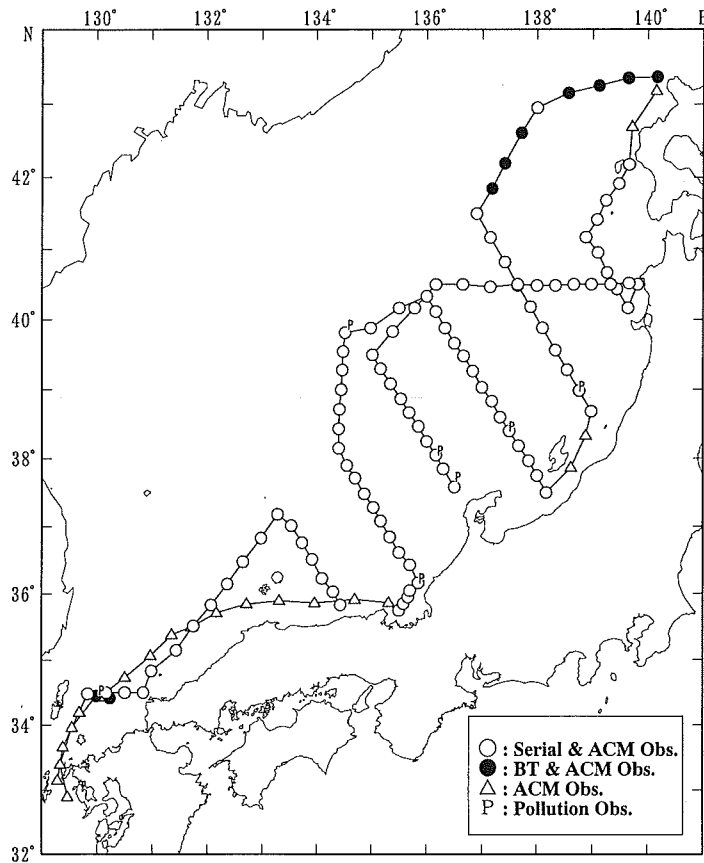 130° 132° 134° 136° 138° 140° E
N
42°
40°
N
38°
36°
34°
32°
P
P
P
P
P
P
P
: Serial & ACM Obs.
: BT & ACM Obs.
: ACM Obs.
P : Pollution Obs.